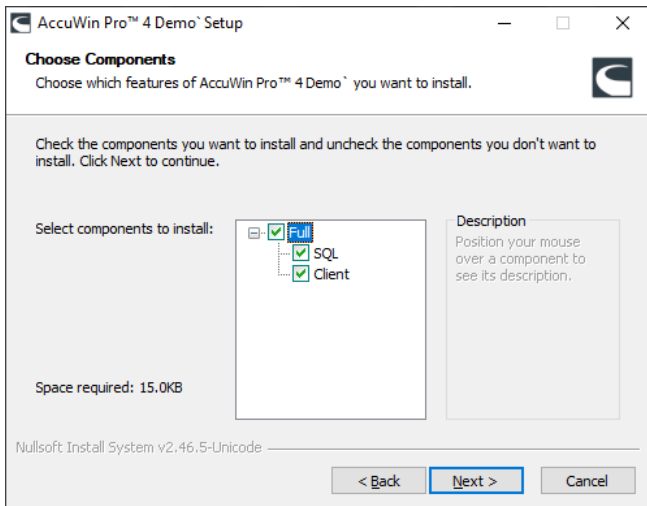 AccuWin Pro™ 4 Demo` Setup
Choose Components
Choose which features of AccuWin Pro™ 4 Demo` you want to install.
Check the components you want to install and uncheck the components you don't want to
install. Click Next to continue.
Select components to install:
Full
SQL
Client
Description
Position your mouse
over a component to
see its description.
Space required: 15.0KB
Nullsoft Install System v2.46.5-Unicode
< Back
Next >
Cancel